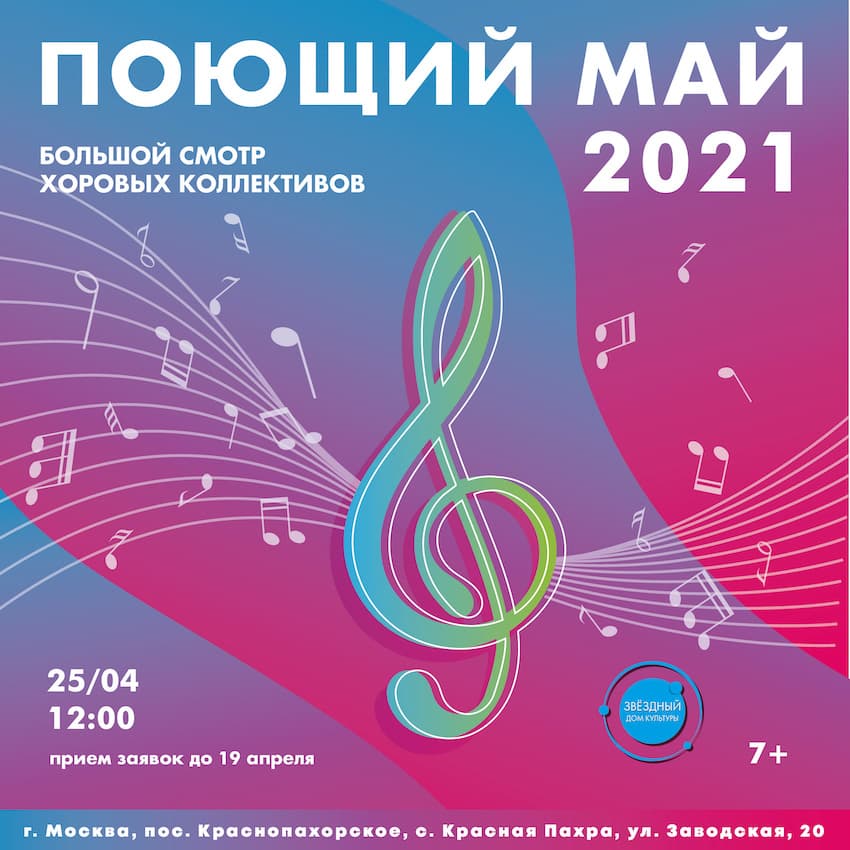 ПОЮЩИЙ МАЙ
2021
БОЛЬШОЙ СМОТР
ХОРОВЫХ КОЛЛЕКТИВОВ
25/04
12:00
прием заявок до 19 апреля
ЗВЁЗДНЫЙ
ДОМ КУЛЬТУРЫ
7+
г. Москва, пос. Краснопахорское, с. Красная Пахра, ул. Заводская, 20